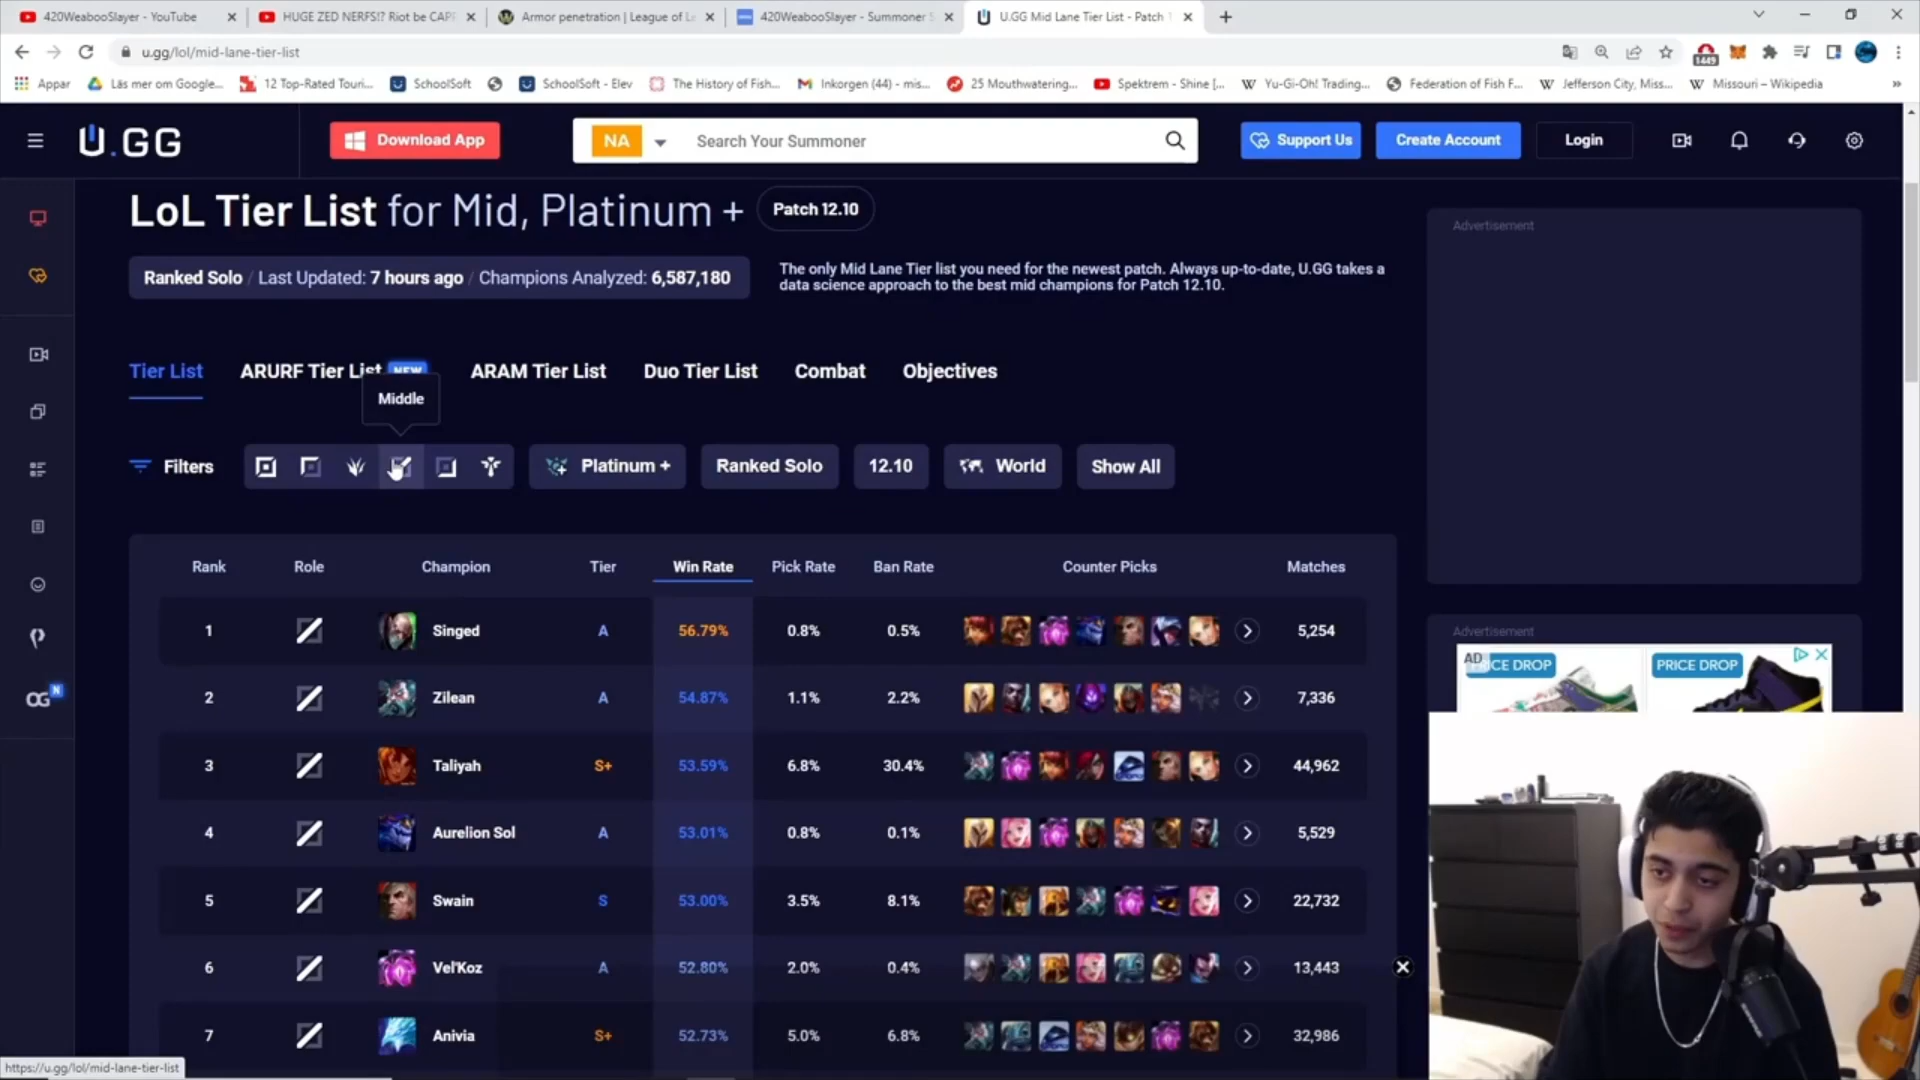 420WeabooSlayer - YouTube
HUGE ZED NERFS!? Riot be CAPP
Armor penetration | League of L
420WeabooSlayer - Summoner S
U.GG Mid Lane Tier List - Patch 1
u.gg/lol/mid-lane-tier-list
1449
Appar
Läs mer om Google...
12 Top-Rated Touri...
SchoolSoft
SchoolSoft - Elev
The History of Fish...
Inkorgen (44) - mis...
25 Mouthwatering...
Spektrem - Shine [...
Yu-Gi-Oh! Trading...
Federation of Fish F...
Jefferson City, Miss...
Missouri – Wikipedia
U.GG
Download App
NA
Search Your Summoner
Support Us
Create Account
Login
LoL Tier List for Mid, Platinum +
Patch 12.10
Ranked Solo / Last Updated: 7 hours ago / Champions Analyzed: 6,587,180
The only Mid Lane Tier list you need for the newest patch. Always up-to-date, U.GG takes a
data science approach to the best mid champions for Patch 12.10.
Advertisement
Tier List
ARURF Tier List NEW
ARAM Tier List
Duo Tier List
Combat
Objectives
Middle
Filters
Platinum +
Ranked Solo
12.10
World
Show All
Rank Role Champion Tier Win Rate Pick Rate Ban Rate Counter Picks Matches
1 Singed A 56.79% 0.8% 0.5% 5,254
2 Zilean A 54.87% 1.1% 2.2% 7,336
3 Taliyah S+ 53.59% 6.8% 30.4% 44,962
4 Aurelion Sol A 53.01% 0.8% 0.1% 5,529
5 Swain S 53.00% 3.5% 8.1% 22,732
6 Vel'Koz A 52.80% 2.0% 0.4% 13,443
7 Anivia S+ 52.73% 5.0% 6.8% 32,986
Advertisement
AD
ICE DROP
PRICE DROP
OG N
https://u.gg/lol/mid-lane-tier-list